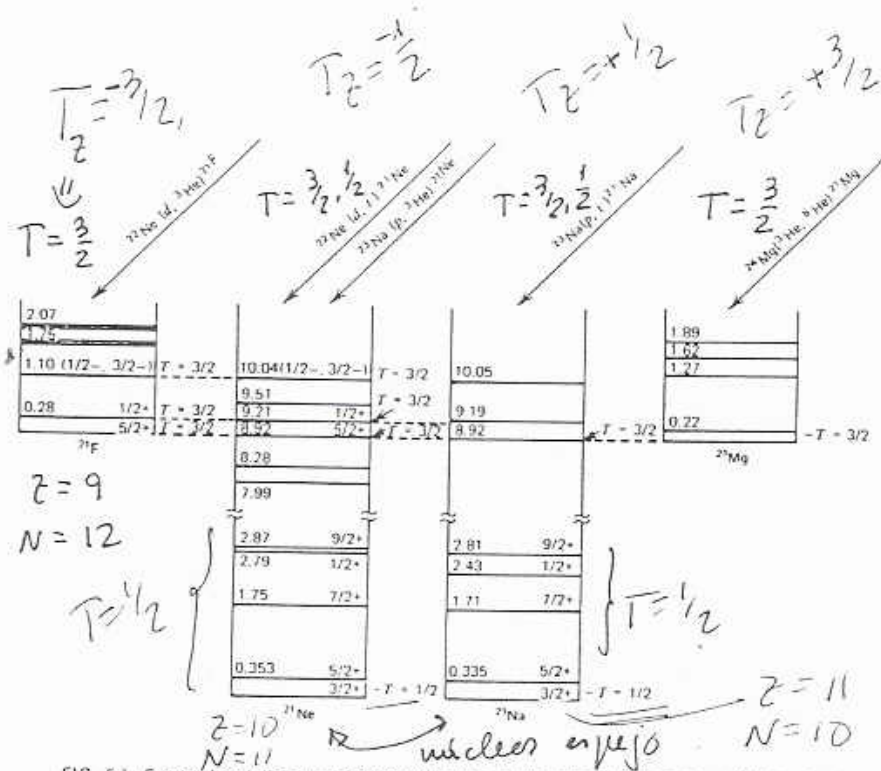 T_z = -3/2,
⇓
T = 3/2
T_z = -1/2
T = 3/2, 1/2
T_z = +1/2
T = 3/2, 1/2
T_z = +3/2
T = 3/2
²²Ne (d, ³He) ²¹F
²²Ne (d, t) ²¹Ne
²³Na (p, ³He) ²¹Ne
²³Na (p, t) ²¹Na
²⁴Mg (³He, ⁶He) ²¹Mg
2.07
1.75
1.10 (1/2-, 3/2-) T = 3/2
0.28 1/2+ T = 3/2
5/2+ T = 3/2
²¹F
Z = 9
N = 12
10.04 (1/2-, 3/2-) T = 3/2
9.51 T = 3/2
9.21 1/2+
8.92 5/2+ T = 3/2
8.28
7.99
2.87 9/2+
2.79 1/2+
1.75 7/2+
0.353 5/2+
3/2+ - T = 1/2
T = 1/2
²¹Ne
Z = 10
N = 11
10.05
9.19
8.92 T = 3/2
2.81 9/2+
2.43 1/2+
1.71 7/2+
0.335 5/2+
3/2+ - T = 1/2
T = 1/2
²¹Na
Z = 11
N = 10
núcleos espejo
1.89
1.62
1.27
0.22
- T = 3/2
²¹Mg